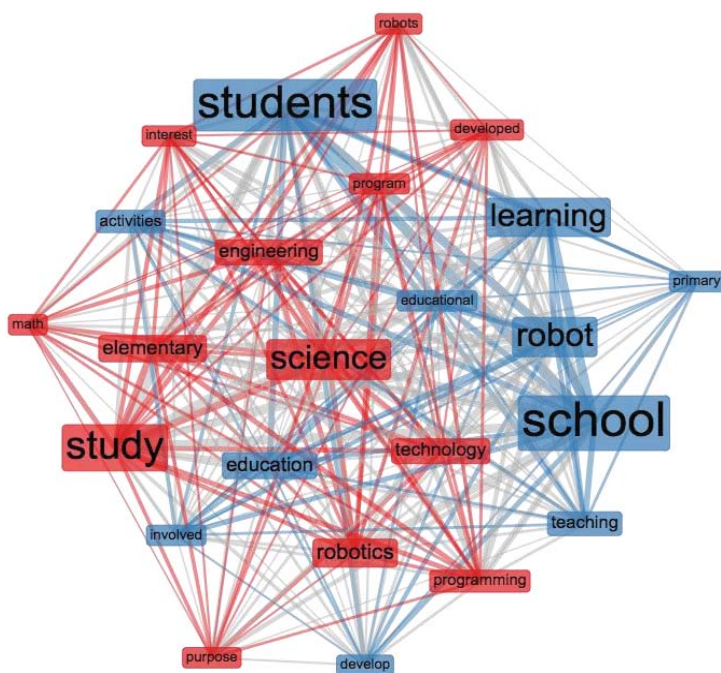 robots
students
interest
developed
program
learning
activities
engineering
primary
educational
math
elementary
science
robot
school
study
technology
education
teaching
involved
robotics
programming
purpose
develop